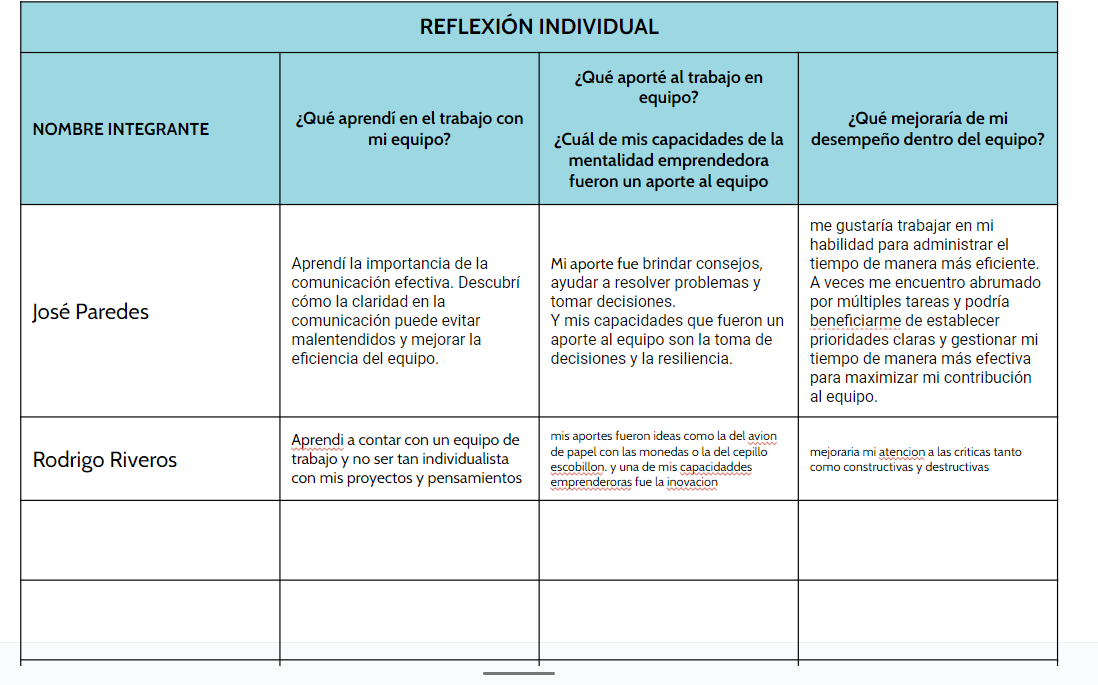 REFLEXIÓN INDIVIDUAL
NOMBRE INTEGRANTE
¿Qué aprendí en el trabajo con
mi equipo?
¿Qué aporté al trabajo en
equipo?
¿Cuál de mis capacidades de la
mentalidad emprendedora
fueron un aporte al equipo
¿Qué mejoraría de mi
desempeño dentro del equipo?
José Paredes
Aprendí la importancia de la
comunicación efectiva. Descubrí
cómo la claridad en la
comunicación puede evitar
malentendidos y mejorar la
eficiencia del equipo.
Mi aporte fue brindar consejos,
ayudar a resolver problemas y
tomar decisiones.
Y mis capacidades que fueron un
aporte al equipo son la toma de
decisiones y la resiliencia.
me gustaría trabajar en mi
habilidad para administrar el
tiempo de manera más eficiente.
A veces me encuentro abrumado
por múltiples tareas y podría
beneficiarme de establecer
prioridades claras y gestionar mi
tiempo de manera más efectiva
para maximizar mi contribución
al equipo.
Rodrigo Riveros
Aprendi a contar con un equipo de
trabajo y no ser tan individualista
con mis proyectos y pensamientos
mis aportes fueron ideas como la del avion
de papel con las monedas o la del cepillo
escobillon. y una de mis capacidaddes
emprenderoras fue la inovacion
mejoraria mi atencion a las criticas tanto
como constructivas y destructivas